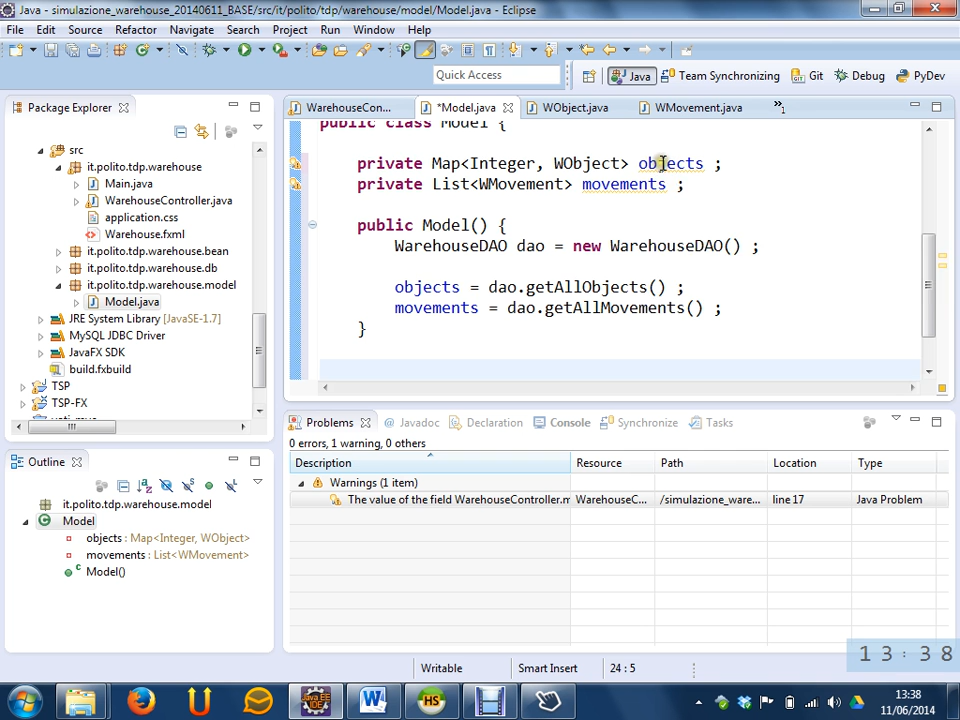 Java - simulazione_warehouse_20140611_BASE/src/it/polito/tdp/warehouse/model/Model.java - Eclipse
File Edit Source Refactor Navigate Search Project Run Window Help
Quick Access
Java Team Synchronizing Git Debug PyDev
Package Explorer
src
it.polito.tdp.warehouse
Main.java
WarehouseController.java
application.css
Warehouse.fxml
it.polito.tdp.warehouse.bean
it.polito.tdp.warehouse.db
it.polito.tdp.warehouse.model
Model.java
JRE System Library [JavaSE-1.7]
MySQL JDBC Driver
JavaFX SDK
build.fxbuild
TSP
TSP-FX
WarehouseCon... *Model.java WObject.java WMovement.java 1
public class Model {
private Map<Integer, WObject> objects ;
private List<WMovement> movements ;
public Model() {
WarehouseDAO dao = new WarehouseDAO() ;
objects = dao.getAllObjects() ;
movements = dao.getAllMovements() ;
}
Outline
it.polito.tdp.warehouse.model
Model
objects : Map<Integer, WObject>
movements : List<WMovement>
Model()
Problems @ Javadoc Declaration Console Synchronize Tasks
0 errors, 1 warning, 0 others
Description Resource Path Location Type
Warnings (1 item)
The value of the field WarehouseController.m WarehouseC... /simulazione_ware... line 17 Java Problem
13:38
Writable Smart Insert 24 : 5
13:38
11/06/2014